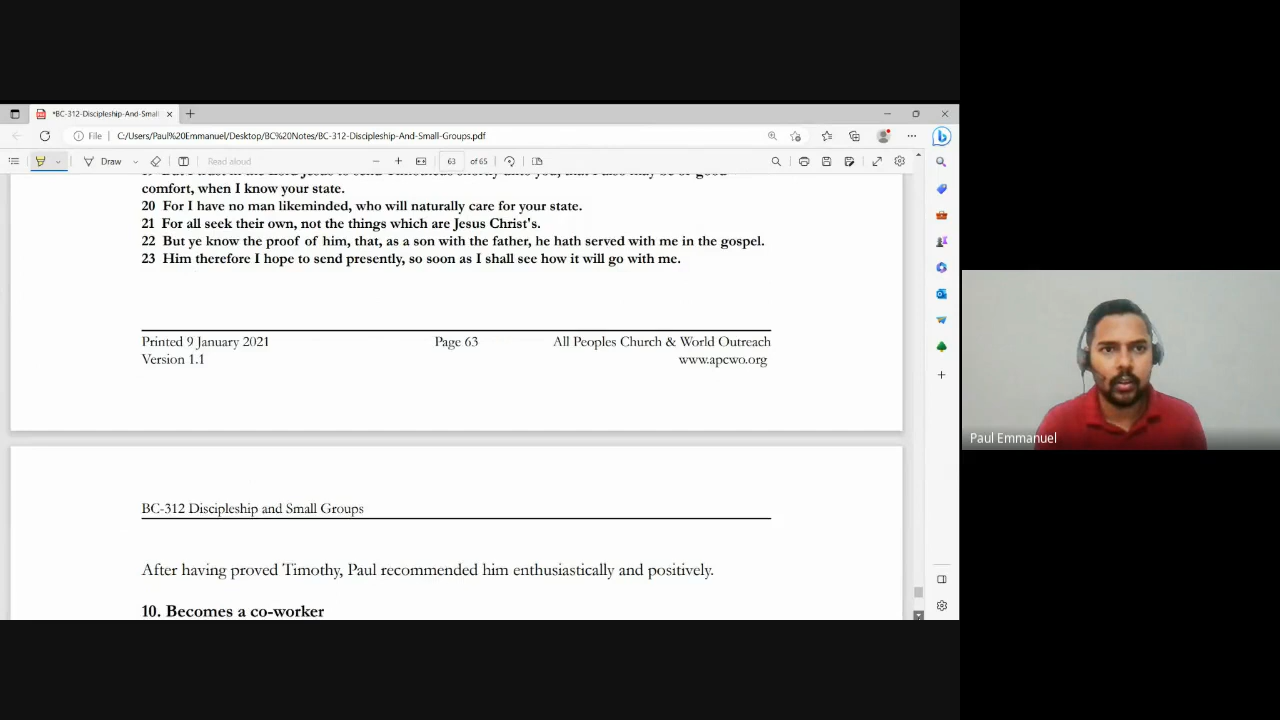 *BC-312-Discipleship-And-Small
File
C:/Users/Paul%20Emmanuel/Desktop/BC%20Notes/BC-312-Discipleship-And-Small-Groups.pdf
Draw
Read aloud
63 of 65
comfort, when I know your state.
20 For I have no man likeminded, who will naturally care for your state.
21 For all seek their own, not the things which are Jesus Christ's.
22 But ye know the proof of him, that, as a son with the father, he hath served with me in the gospel.
23 Him therefore I hope to send presently, so soon as I shall see how it will go with me.
Printed 9 January 2021 Page 63 All Peoples Church & World Outreach
Version 1.1 www.apcwo.org
BC-312 Discipleship and Small Groups
After having proved Timothy, Paul recommended him enthusiastically and positively.
10. Becomes a co-worker
Paul Emmanuel